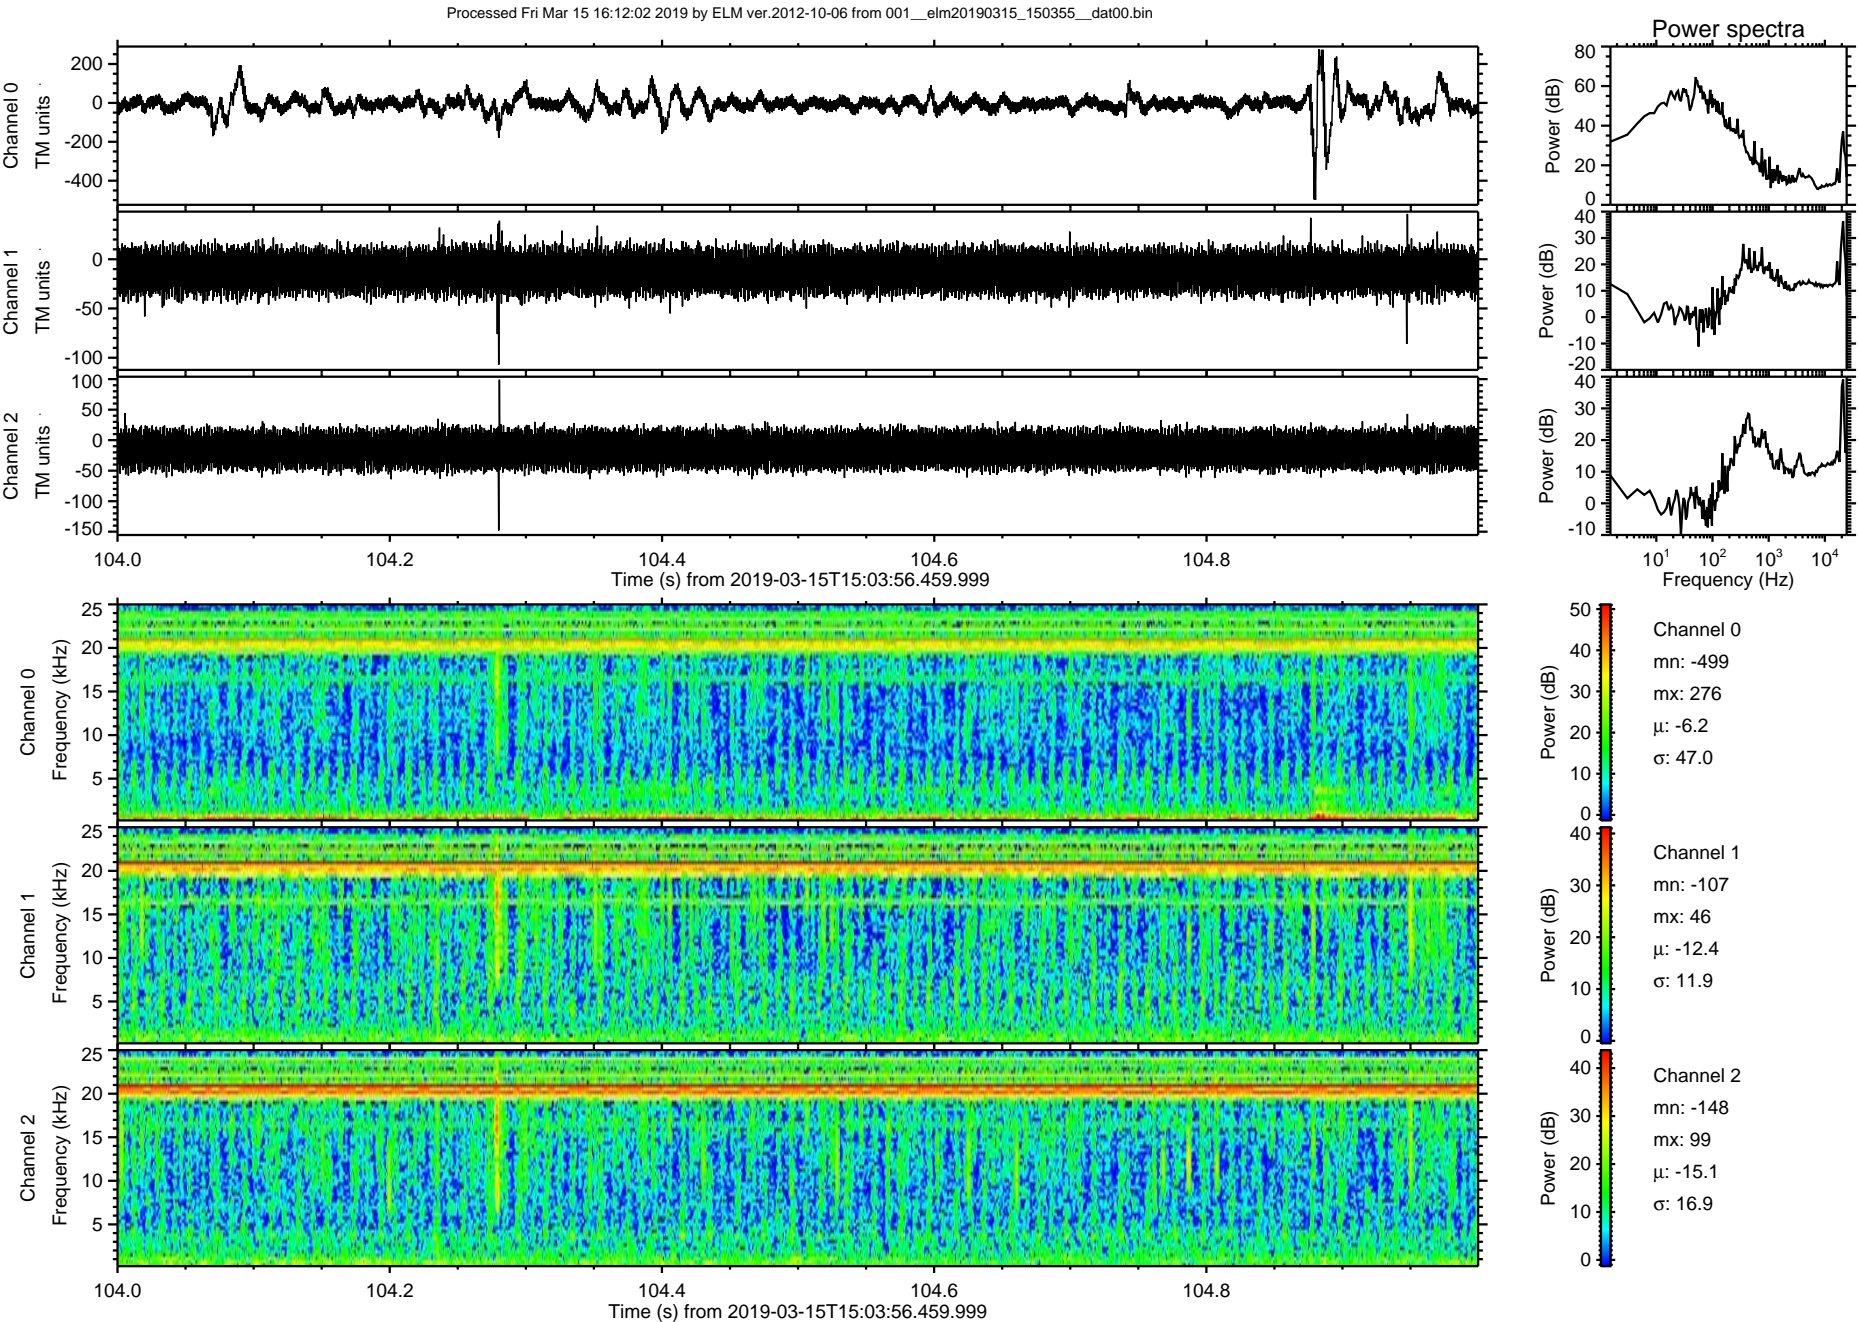 Processed Fri Mar 15 16:12:02 2019 by ELM ver.2012-10-06 from 001__elm20190315_150355__dat00.bin
Power spectra
Channel 0
TM units
200
0
-200
-400
Power (dB)
80
60
40
20
0
Channel 1
TM units
0
-50
-100
Power (dB)
40
30
20
10
0
-10
-20
Channel 2
TM units
100
50
0
-50
-100
-150
Power (dB)
40
30
20
10
0
-10
104.0 104.2 104.4 104.6 104.8
Time (s) from 2019-03-15T15:03:56.459.999
10¹ 10² 10³ 10⁴
Frequency (Hz)
Channel 0
Frequency (kHz)
25
20
15
10
5
Power (dB)
50
40
30
20
10
0
Channel 0
mn: -499
mx: 276
μ: -6.2
σ: 47.0
Channel 1
Frequency (kHz)
25
20
15
10
5
Power (dB)
40
30
20
10
0
Channel 1
mn: -107
mx: 46
μ: -12.4
σ: 11.9
Channel 2
Frequency (kHz)
25
20
15
10
5
Power (dB)
40
30
20
10
0
Channel 2
mn: -148
mx: 99
μ: -15.1
σ: 16.9
104.0 104.2 104.4 104.6 104.8
Time (s) from 2019-03-15T15:03:56.459.999